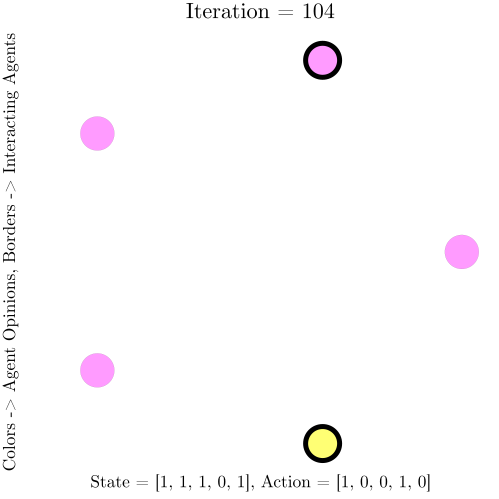 Iteration = 104
Colors -> Agent Opinions, Borders -> Interacting Agents
State = [1, 1, 1, 0, 1], Action = [1, 0, 0, 1, 0]